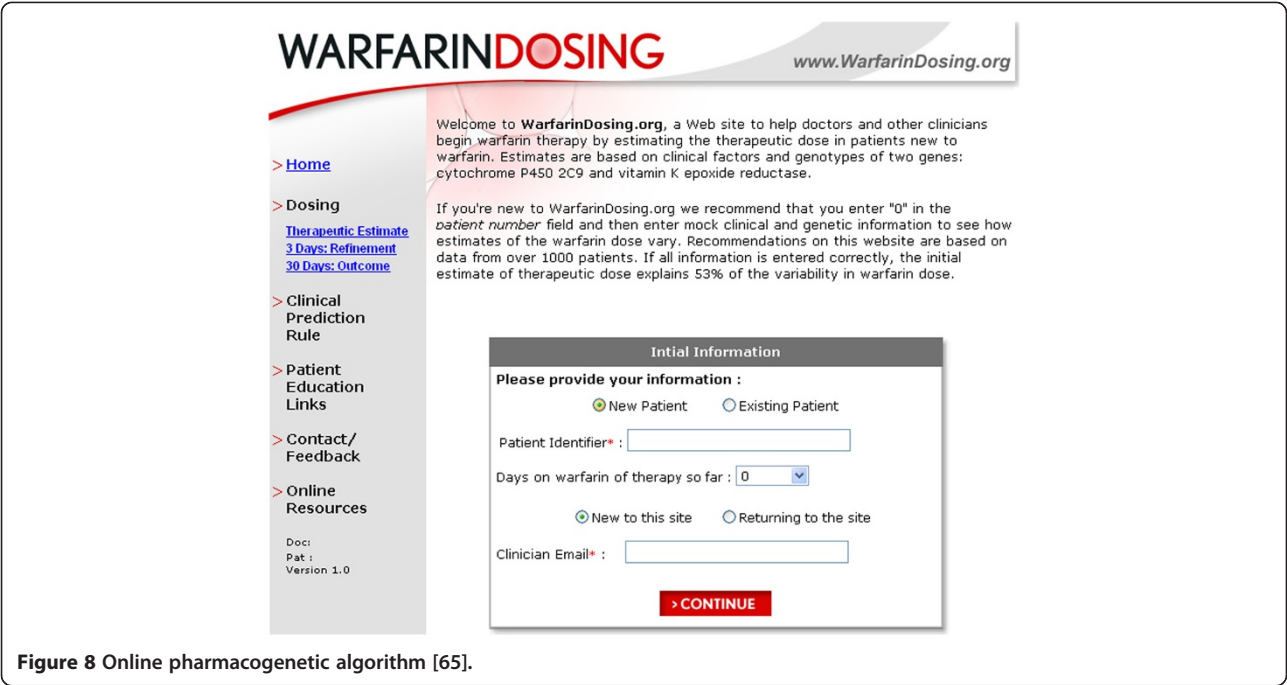 WARFARINDOSING
www.WarfarinDosing.org
> Home
> Dosing
Therapeutic Estimate
3 Days: Refinement
30 Days: Outcome
> Clinical
Prediction
Rule
> Patient
Education
Links
> Contact/
Feedback
> Online
Resources
Doc:
Pat :
Version 1.0
Welcome to WarfarinDosing.org, a Web site to help doctors and other clinicians
begin warfarin therapy by estimating the therapeutic dose in patients new to
warfarin. Estimates are based on clinical factors and genotypes of two genes:
cytochrome P450 2C9 and vitamin K epoxide reductase.
If you're new to WarfarinDosing.org we recommend that you enter "0" in the
patient number field and then enter mock clinical and genetic information to see how
estimates of the warfarin dose vary. Recommendations on this website are based on
data from over 1000 patients. If all information is entered correctly, the initial
estimate of therapeutic dose explains 53% of the variability in warfarin dose.
Intial Information
Please provide your information :
New Patient Existing Patient
Patient Identifier* :
Days on warfarin of therapy so far : 0
New to this site Returning to the site
Clinician Email* :
> CONTINUE
Figure 8 Online pharmacogenetic algorithm [65].